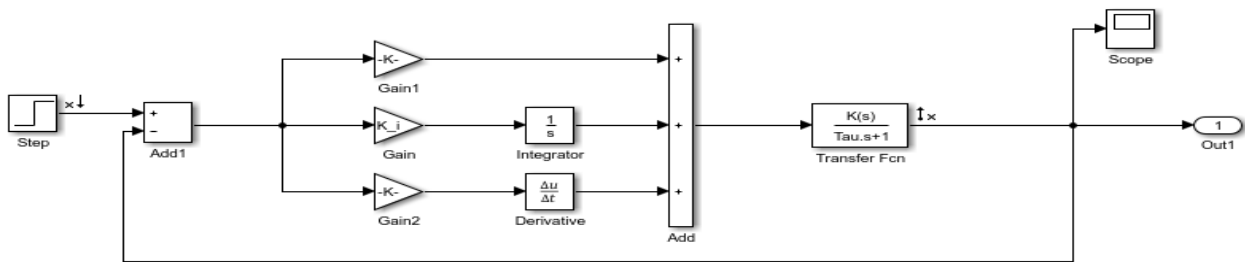 Step
x
+
−
Add1
-K-
Gain1
K_i
Gain
-K-
Gain2
1
s
Integrator
Δu
Δt
Derivative
+
+
+
Add
K(s)
Tau.s+1
Transfer Fcn
x
Scope
1
Out1